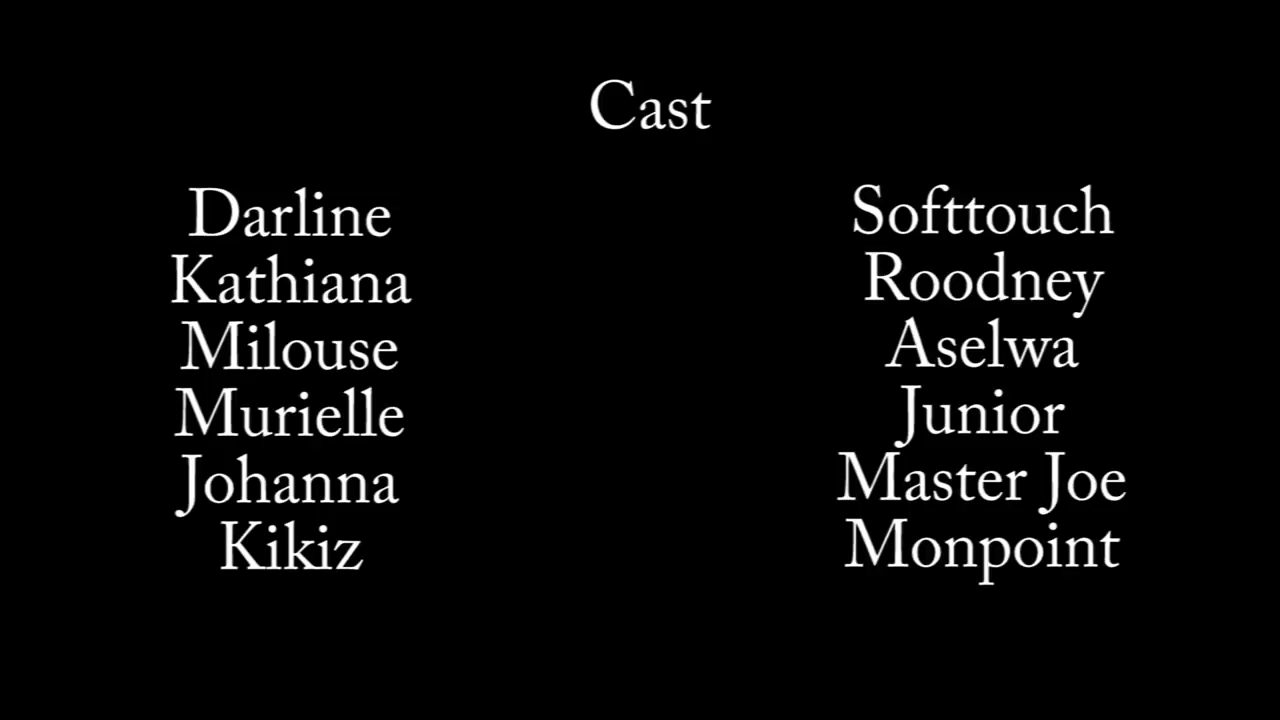 Cast
Darline
Kathiana
Milouse
Murielle
Johanna
Kikiz
Softtouch
Roodney
Aselwa
Junior
Master Joe
Monpoint